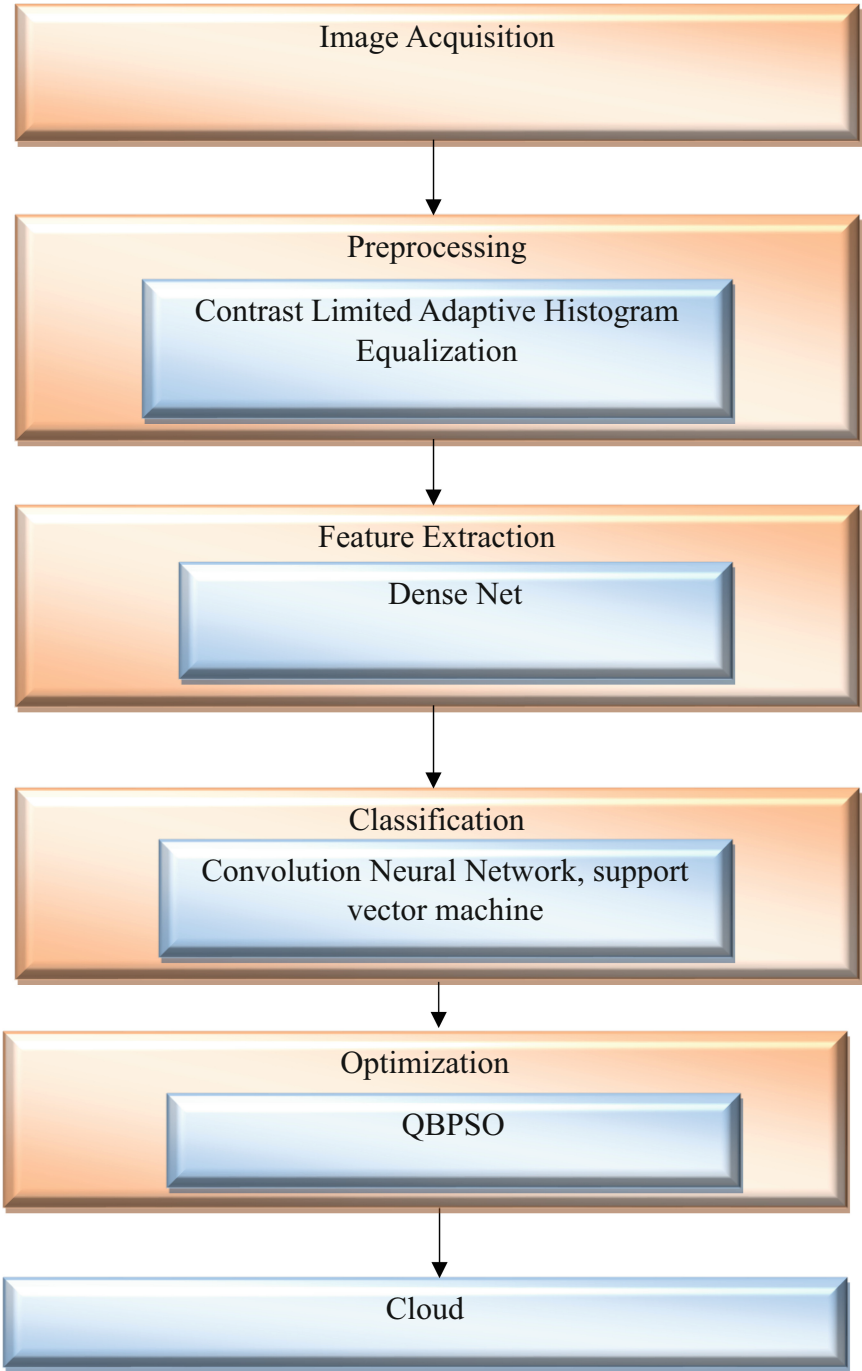 Image Acquisition
Preprocessing
Contrast Limited Adaptive Histogram
Equalization
Feature Extraction
Dense Net
Classification
Convolution Neural Network, support
vector machine
Optimization
QBPSO
Cloud